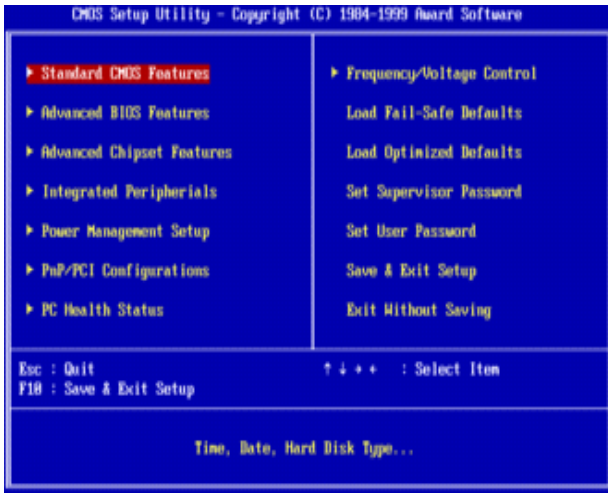 CMOS Setup Utility - Copyright (C) 1984-1999 Award Software
▶ Standard CMOS Features
▶ Advanced BIOS Features
▶ Advanced Chipset Features
▶ Integrated Peripherials
▶ Power Management Setup
▶ PnP/PCI Configurations
▶ PC Health Status
▶ Frequency/Voltage Control
Load Fail-Safe Defaults
Load Optimized Defaults
Set Supervisor Password
Set User Password
Save & Exit Setup
Exit Without Saving
Esc : Quit
F10 : Save & Exit Setup
↑ ↓ → ← : Select Item
Time, Date, Hard Disk Type...